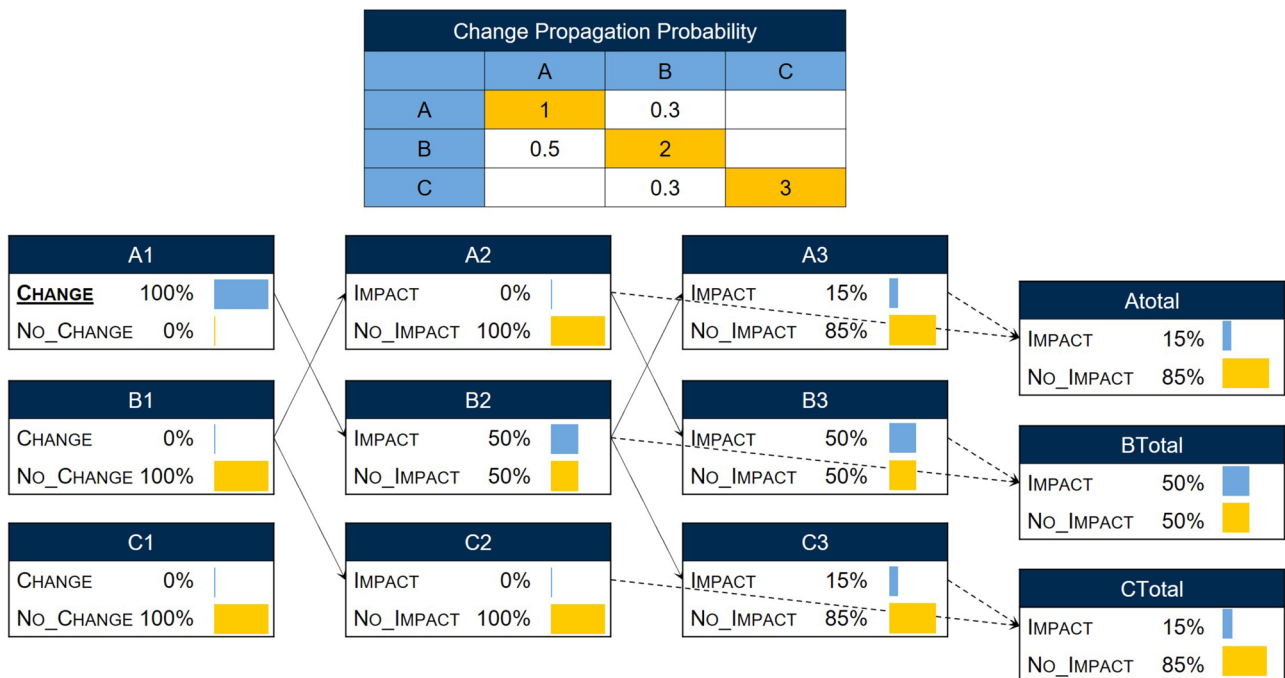 Change Propagation Probability
A B C
A 1 0.3
B 0.5 2
C 0.3 3
A1
CHANGE 100%
NO_CHANGE 0%
A2
IMPACT 0%
NO_IMPACT 100%
A3
IMPACT 15%
NO_IMPACT 85%
Atotal
IMPACT 15%
NO_IMPACT 85%
B1
CHANGE 0%
NO_CHANGE 100%
B2
IMPACT 50%
NO_IMPACT 50%
B3
IMPACT 50%
NO_IMPACT 50%
BTotal
IMPACT 50%
NO_IMPACT 50%
C1
CHANGE 0%
NO_CHANGE 100%
C2
IMPACT 0%
NO_IMPACT 100%
C3
IMPACT 15%
NO_IMPACT 85%
CTotal
IMPACT 15%
NO_IMPACT 85%